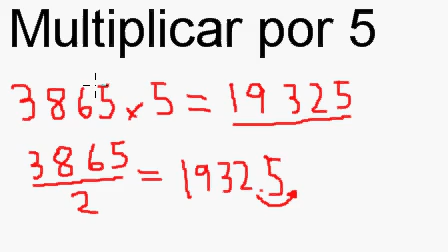 Multiplicar por 5
3865 x 5 = 19325
3865
/2 = 1932.5